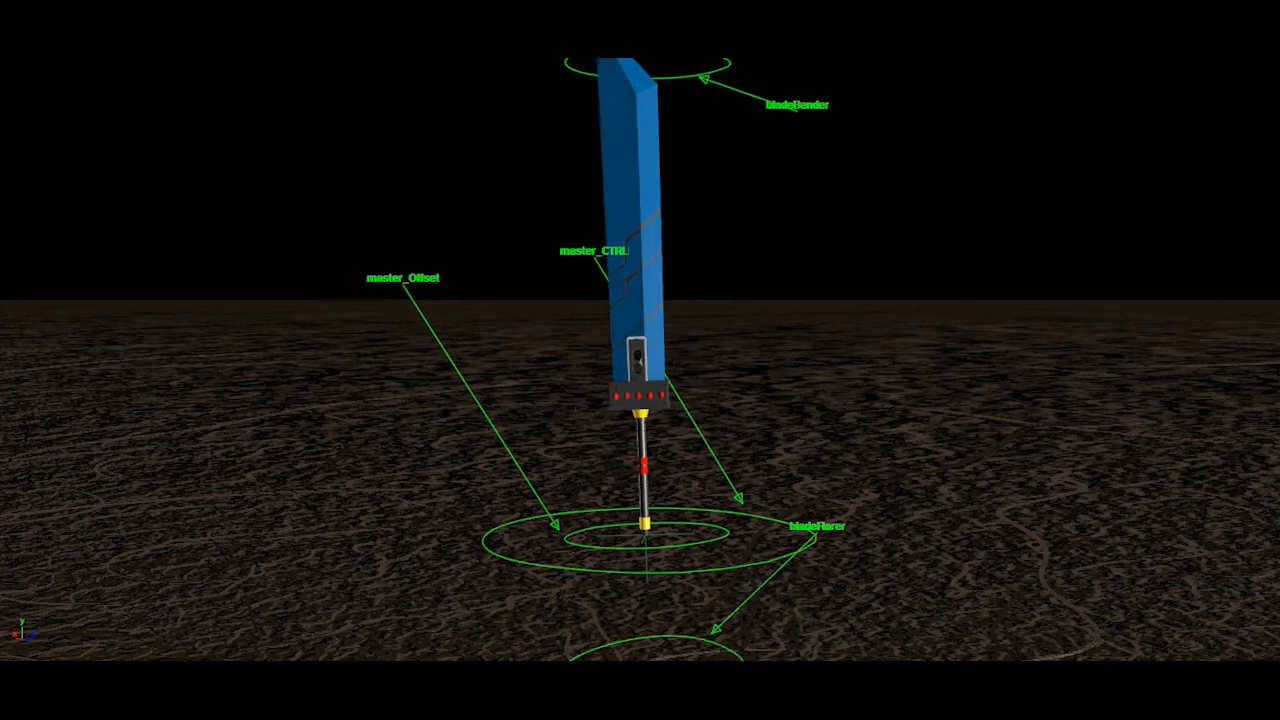 bladeBender
master_CTRL
master_Offset
bladeFlarer
y